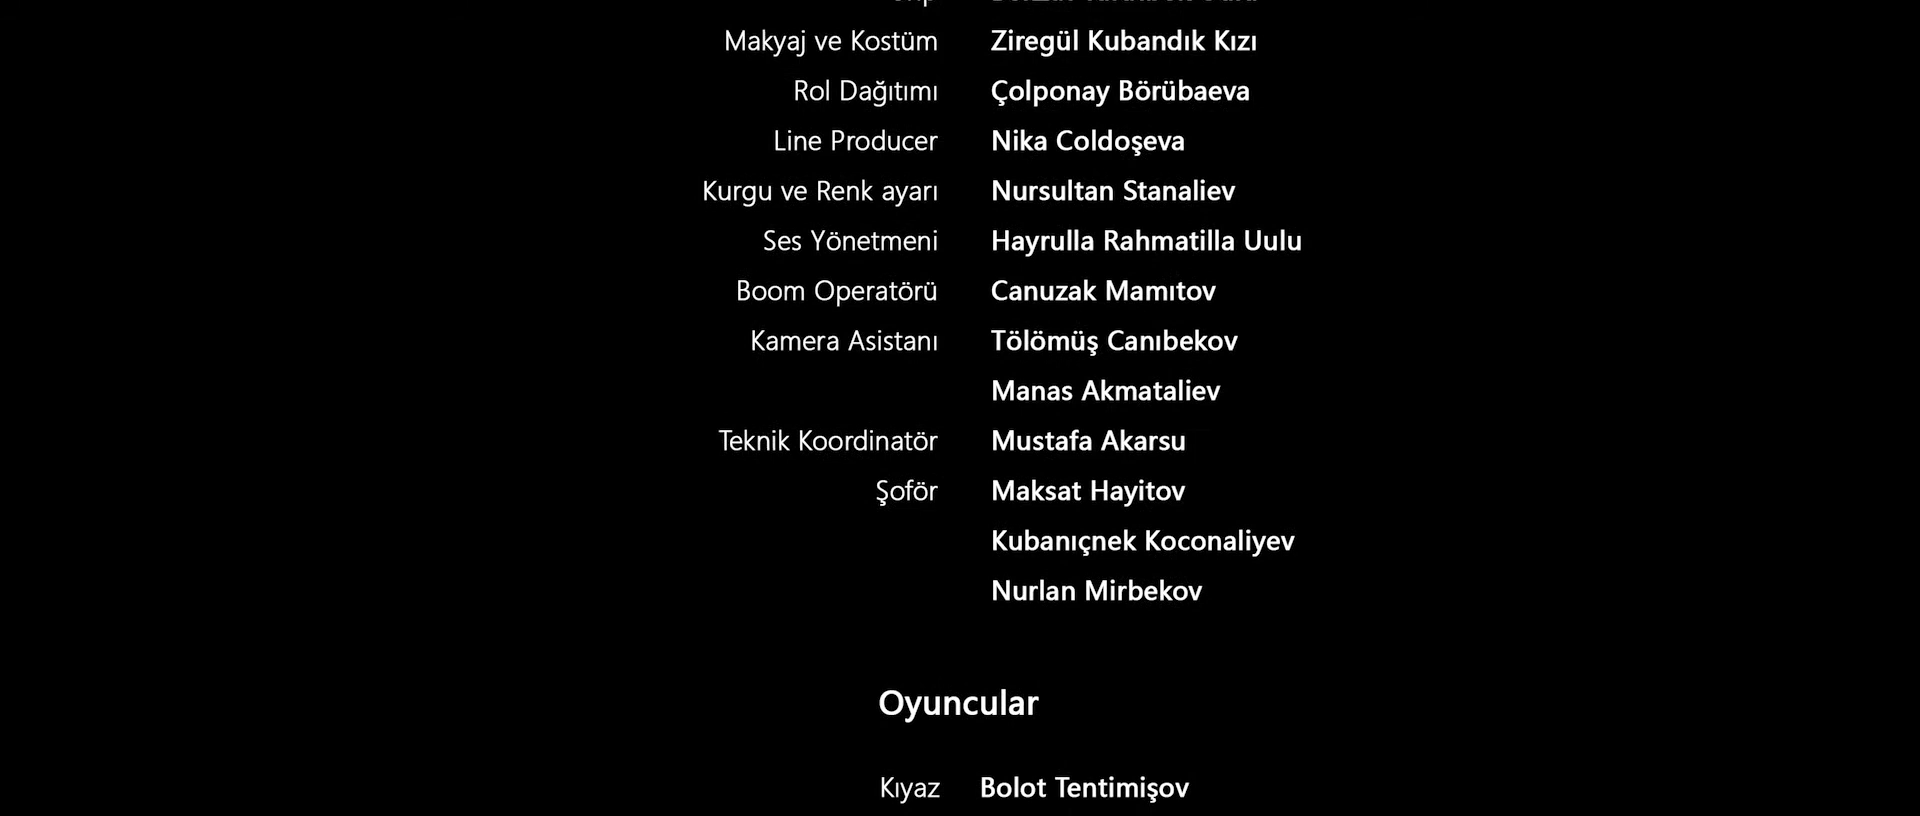 Makyaj ve Kostüm Ziregül Kubandık Kızı
Rol Dağıtımı Çolponay Börübaeva
Line Producer Nika Coldoşeva
Kurgu ve Renk ayarı Nursultan Stanaliev
Ses Yönetmeni Hayrulla Rahmatilla Uulu
Boom Operatörü Canuzak Mamıtov
Kamera Asistanı Tölömüş Canıbekov
Manas Akmataliev
Teknik Koordinatör Mustafa Akarsu
Şoför Maksat Hayitov
Kubanıçnek Koconaliyev
Nurlan Mirbekov
Oyuncular
Kıyaz Bolot Tentimişov